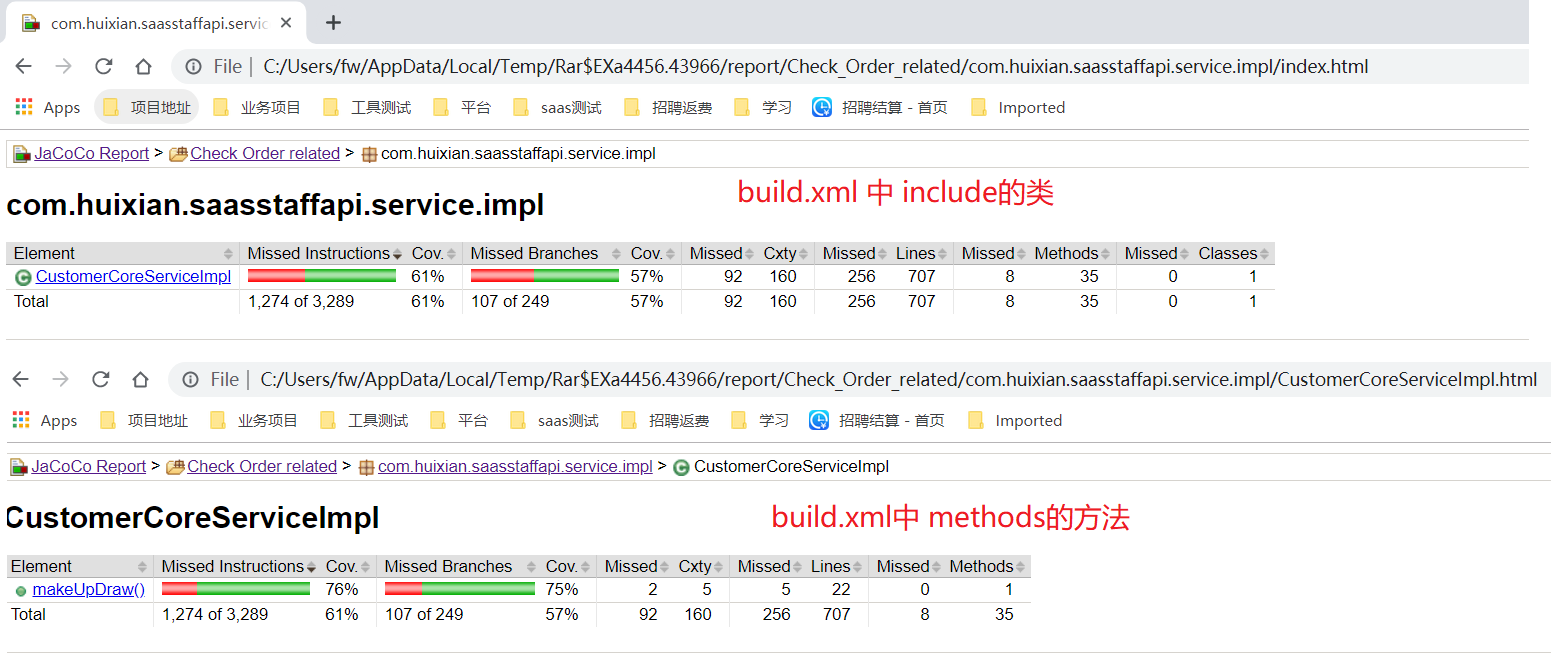 com.huixian.saasstaffapi.servic
File | C:/Users/fw/AppData/Local/Temp/Rar$EXa4456.43966/report/Check_Order_related/com.huixian.saasstaffapi.service.impl/index.html
Apps 项目地址 业务项目 工具测试 平台 saas测试 招聘返费 学习 招聘结算 - 首页 Imported
JaCoCo Report > Check Order related > com.huixian.saasstaffapi.service.impl
build.xml 中 include的类
com.huixian.saasstaffapi.service.impl
Element Missed Instructions Cov. Missed Branches Cov. Missed Cxty Missed Lines Missed Methods Missed Classes
CustomerCoreServiceImpl 61% 57% 92 160 256 707 8 35 0 1
Total 1,274 of 3,289 61% 107 of 249 57% 92 160 256 707 8 35 0 1
File | C:/Users/fw/AppData/Local/Temp/Rar$EXa4456.43966/report/Check_Order_related/com.huixian.saasstaffapi.service.impl/CustomerCoreServiceImpl.html
Apps 项目地址 业务项目 工具测试 平台 saas测试 招聘返费 学习 招聘结算 - 首页 Imported
JaCoCo Report > Check Order related > com.huixian.saasstaffapi.service.impl > CustomerCoreServiceImpl
CustomerCoreServiceImpl
build.xml中 methods的方法
Element Missed Instructions Cov. Missed Branches Cov. Missed Cxty Missed Lines Missed Methods
makeUpDraw() 76% 75% 2 5 5 22 0 1
Total 1,274 of 3,289 61% 107 of 249 57% 92 160 256 707 8 35